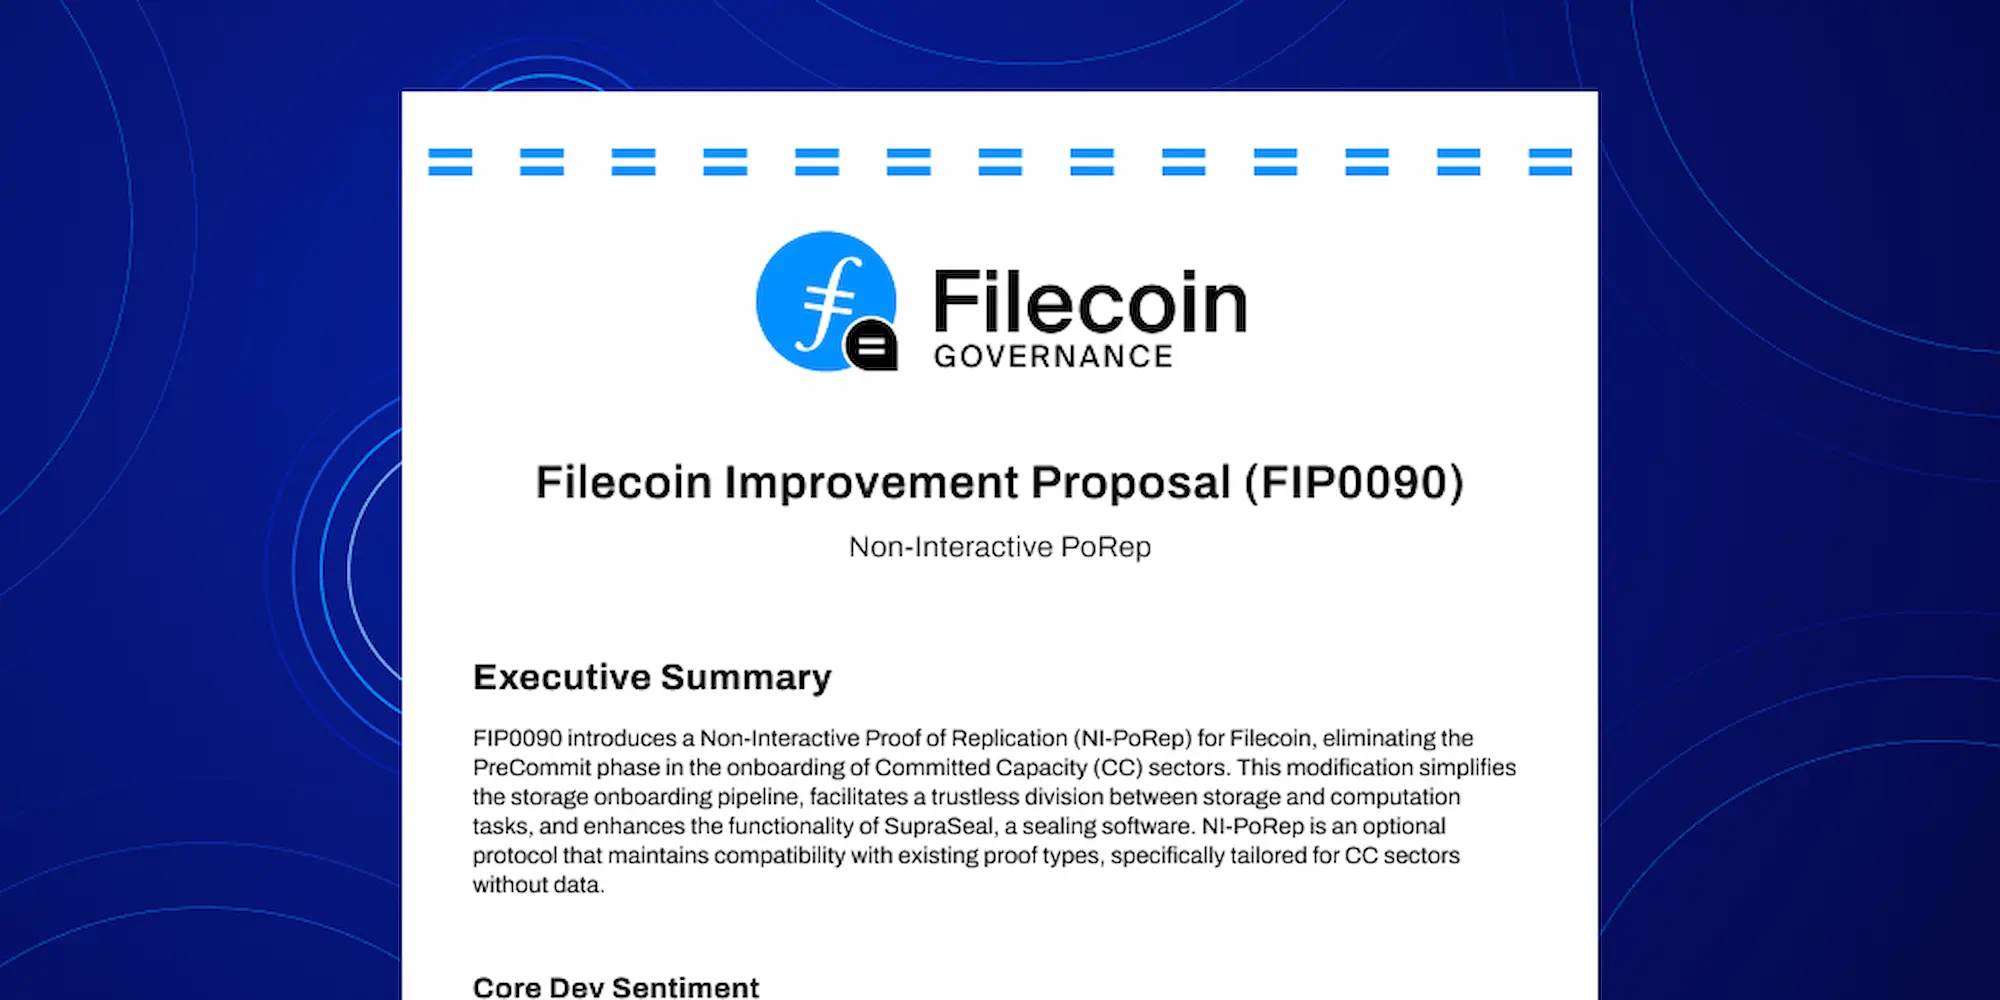 Filecoin
GOVERNANCE
Filecoin Improvement Proposal (FIP0090)
Non-Interactive PoRep
Executive Summary
FIP0090 introduces a Non-Interactive Proof of Replication (NI-PoRep) for Filecoin, eliminating the
PreCommit phase in the onboarding of Committed Capacity (CC) sectors. This modification simplifies
the storage onboarding pipeline, facilitates a trustless division between storage and computation
tasks, and enhances the functionality of SupraSeal, a sealing software. NI-PoRep is an optional
protocol that maintains compatibility with existing proof types, specifically tailored for CC sectors
without data.
Core Dev Sentiment